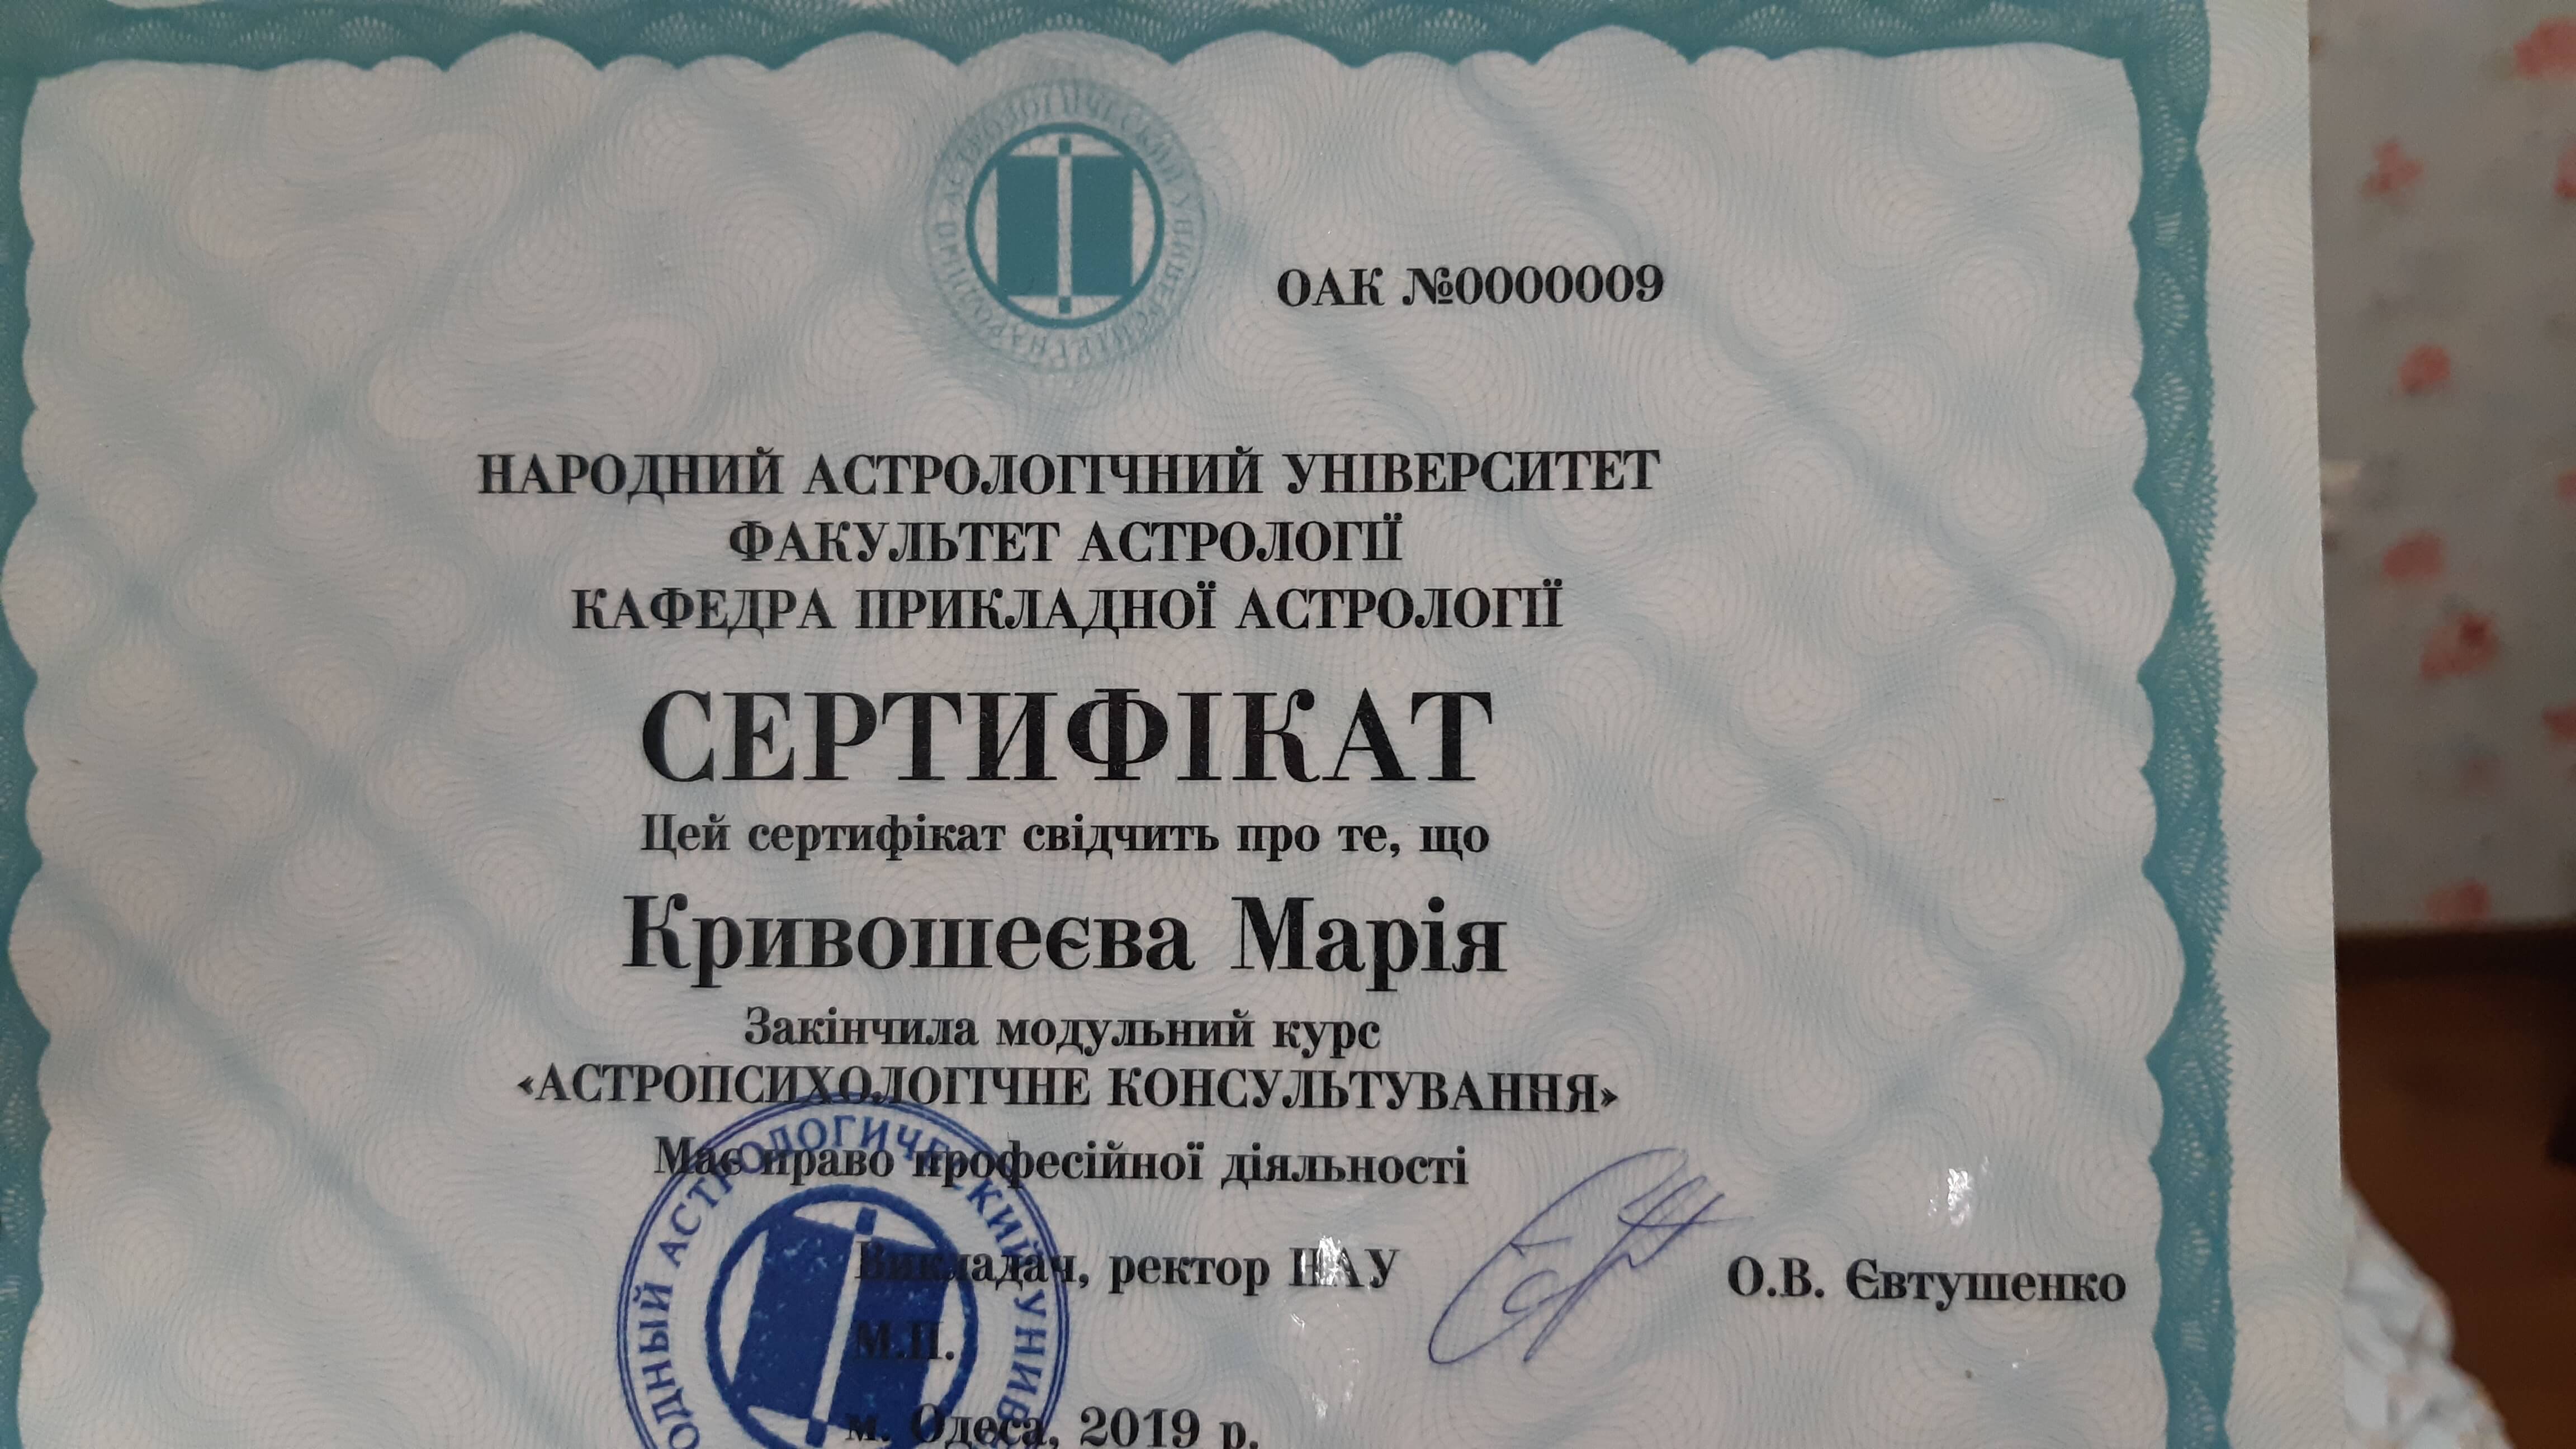 ОАК №0000009
НАРОДНИЙ АСТРОЛОГІЧНИЙ УНІВЕРСИТЕТ
ФАКУЛЬТЕТ АСТРОЛОГІЇ
КАФЕДРА ПРИКЛАДНОЇ АСТРОЛОГІЇ
СЕРТИФІКАТ
Цей сертифікат свідчить про те, що
Кривошеєва Марія
Закінчила модульний курс
«АСТРОПСИХОЛОГІЧНЕ КОНСУЛЬТУВАННЯ»
Має право професійної діяльності
Викладач, ректор НАУ
О.В. Євтушенко
М.П.
м. Одеса, 2019 р.
АСТРОЛОГИЧЕСКИЙ